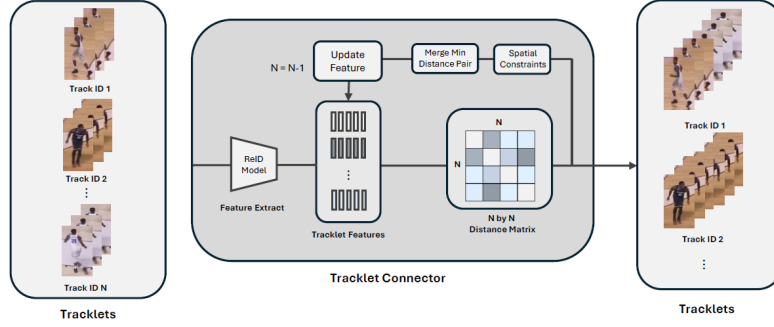 Track ID 1
Track ID 2
⋮
Track ID N
Tracklets
N = N-1
Update
Feature
Merge Min
Distance Pair
Spatial
Constraints
ReID
Model
Feature Extract
⋮
Tracklet Features
N
N
N by N
Distance Matrix
Tracklet Connector
Track ID 1
Track ID 2
⋮
Tracklets